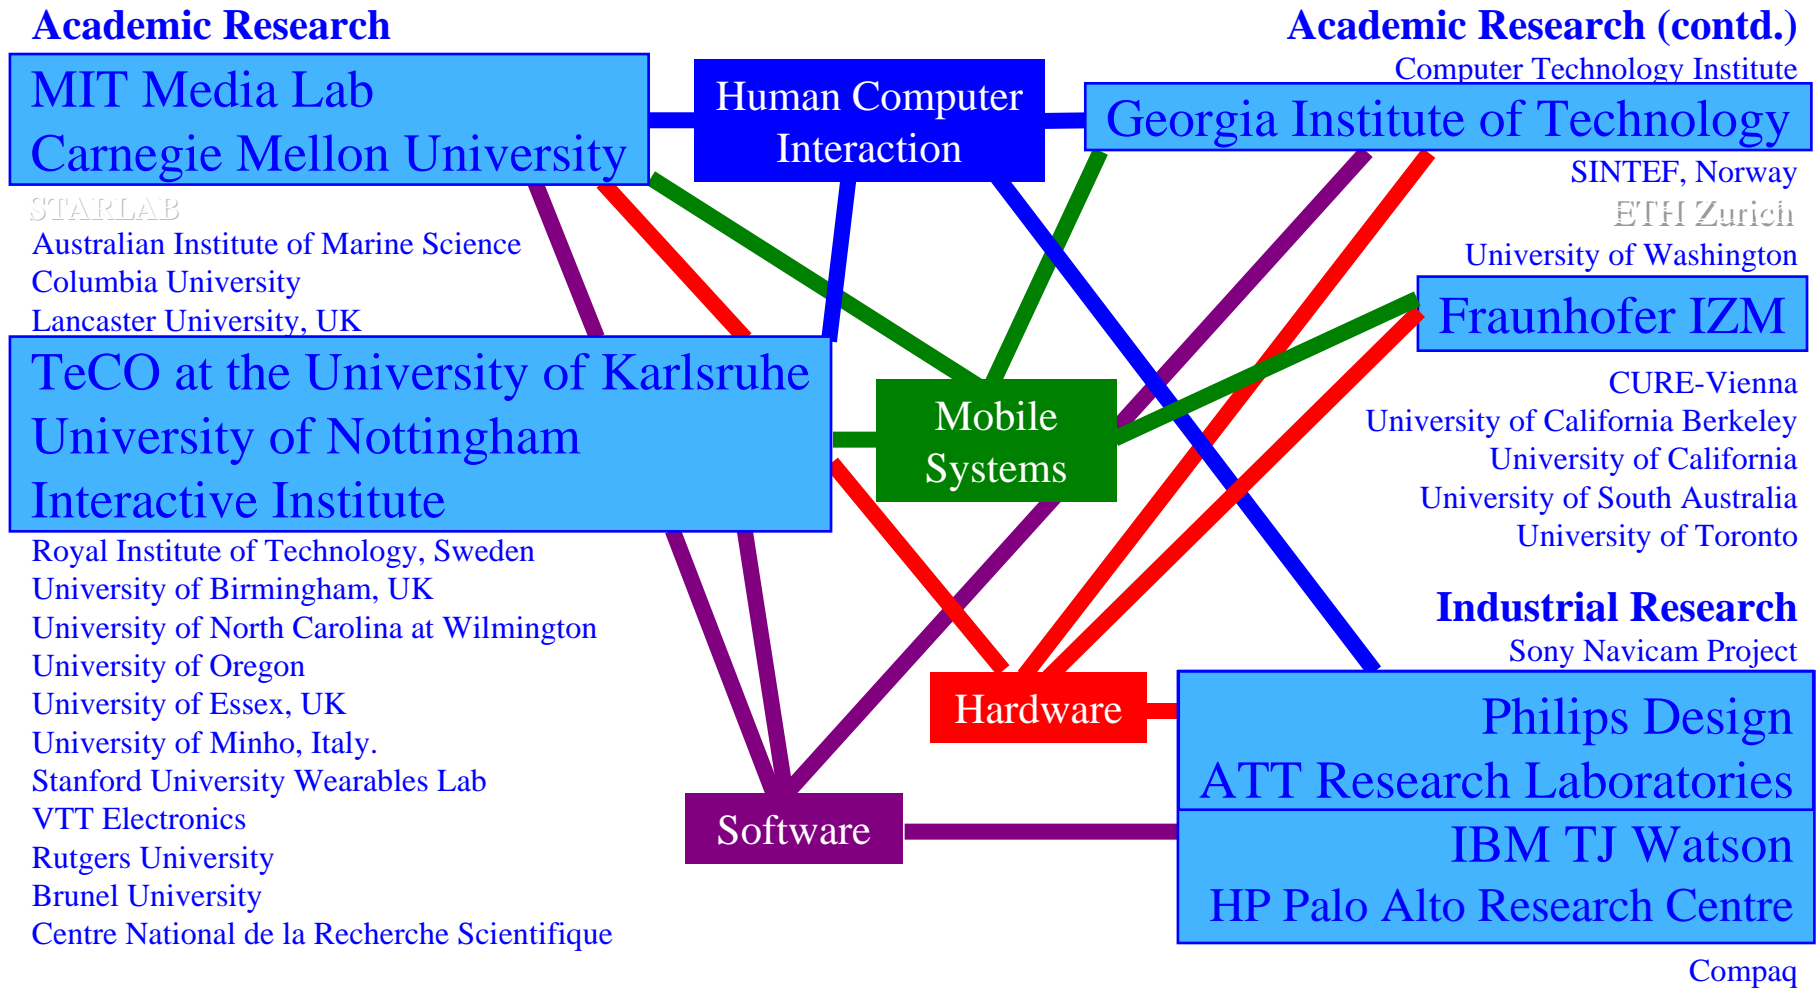 Academic Research
MIT Media Lab
Carnegie Mellon University
STARLAB
Australian Institute of Marine Science
Columbia University
Lancaster University, UK
TeCO at the University of Karlsruhe
University of Nottingham
Interactive Institute
Royal Institute of Technology, Sweden
University of Birmingham, UK
University of North Carolina at Wilmington
University of Oregon
University of Essex, UK
University of Minho, Italy.
Stanford University Wearables Lab
VTT Electronics
Rutgers University
Brunel University
Centre National de la Recherche Scientifique
Human Computer
Interaction
Mobile
Systems
Hardware
Software
Academic Research (contd.)
Computer Technology Institute
Georgia Institute of Technology
SINTEF, Norway
ETH Zurich
University of Washington
Fraunhofer IZM
CURE-Vienna
University of California Berkeley
University of California
University of South Australia
University of Toronto
Industrial Research
Sony Navicam Project
Philips Design
ATT Research Laboratories
IBM TJ Watson
HP Palo Alto Research Centre
Compaq